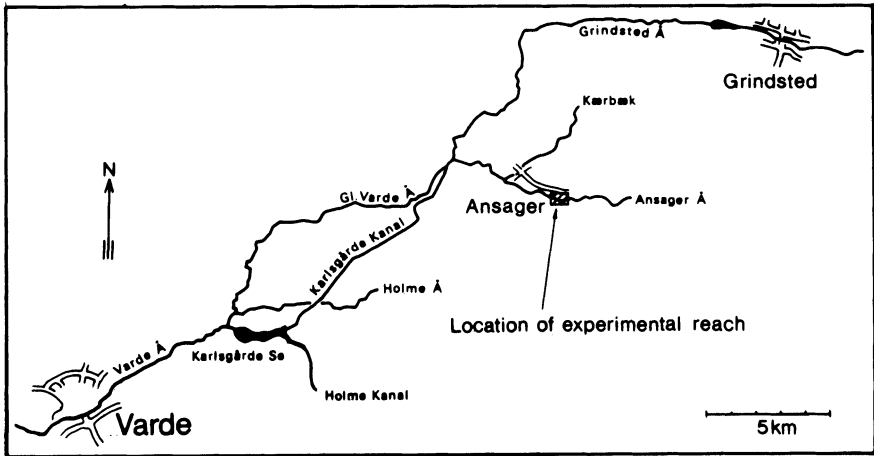 Grindsted Å
Grindsted
Kærbæk
N
Gl. Varde Å
Ansager
Ansager Å
Karlsgårde Kanal
Holme Å
Location of experimental reach
Varde Å
Karlsgårde Sø
Holme Kanal
Varde
5km